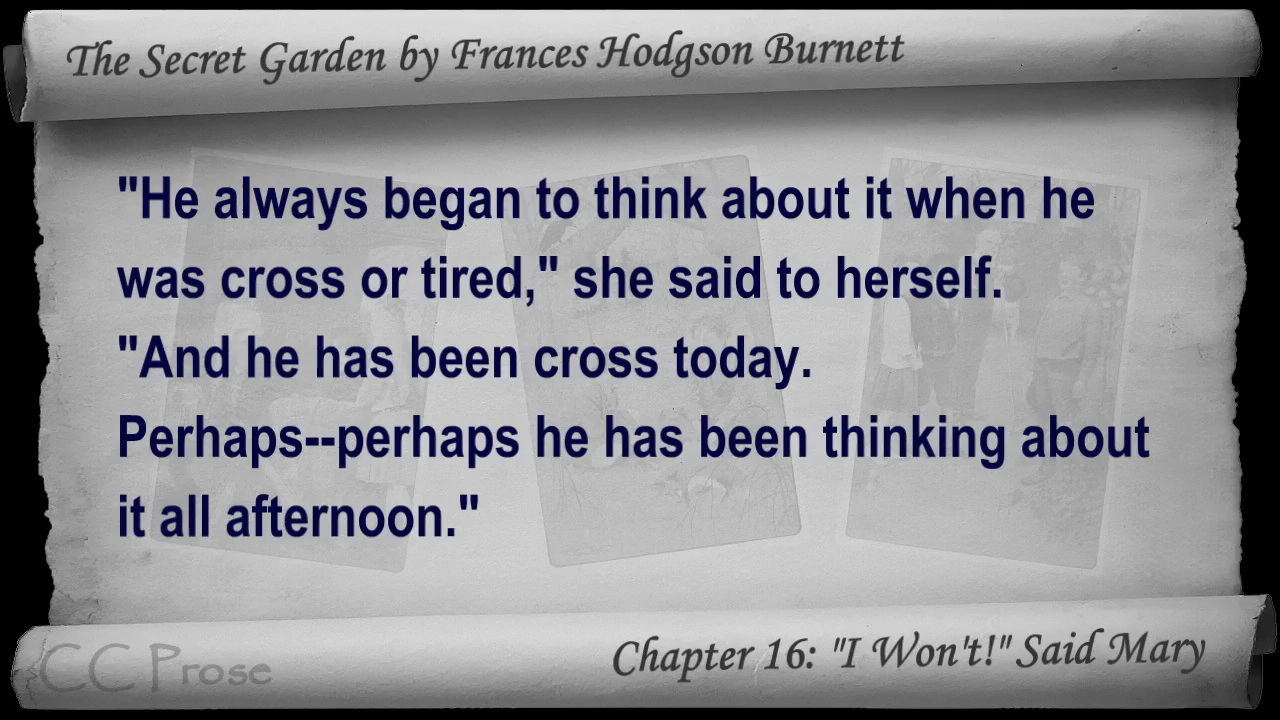 The Secret Garden by Frances Hodgson Burnett
"He always began to think about it when he
was cross or tired," she said to herself.
"And he has been cross today.
Perhaps--perhaps he has been thinking about
it all afternoon."
CC Prose
Chapter 16: "I Won't!" Said Mary